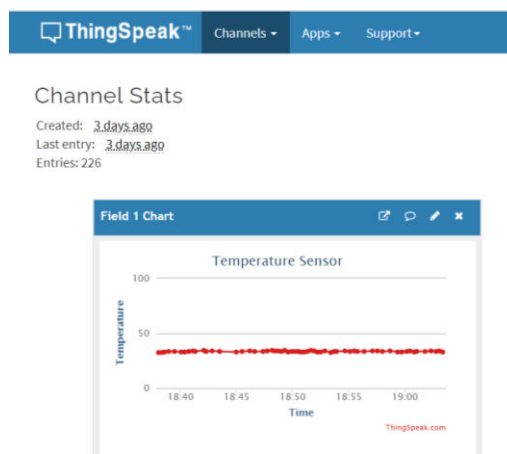 ThingSpeak™ Channels Apps Support
Channel Stats
Created: 3 days ago
Last entry: 3 days ago
Entries: 226
Field 1 Chart
Temperature Sensor
100
Temperature
50
0
18:40 18:45 18:50 18:55 19:00
Time
ThingSpeak.com